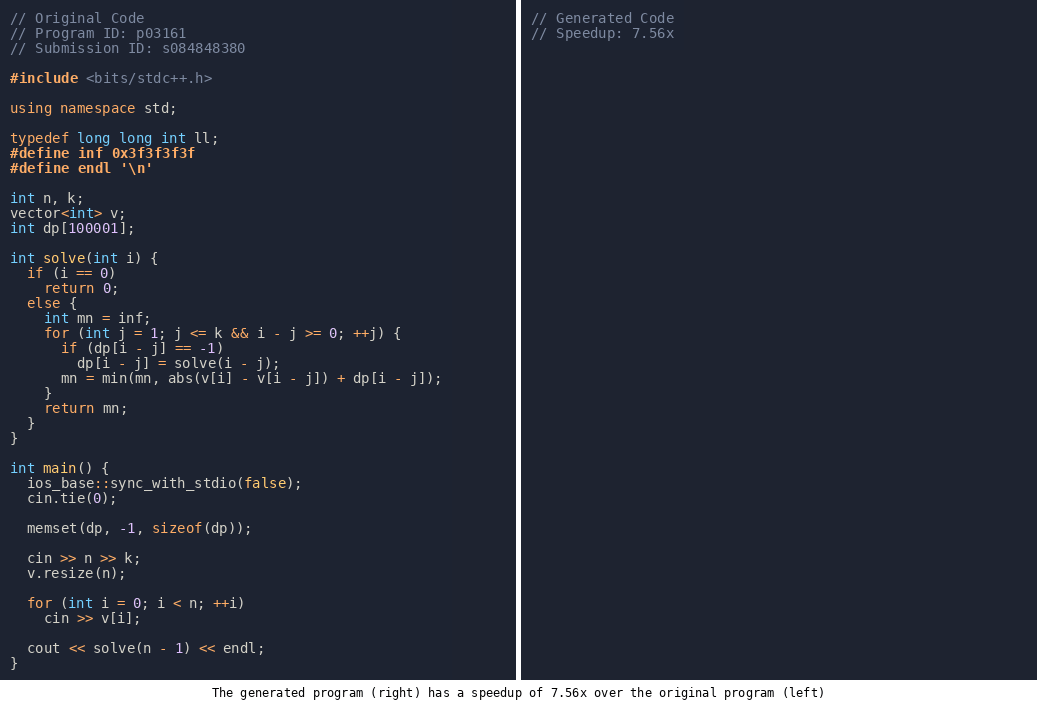 // Original Code
// Program ID: p03161
// Submission ID: s084848380
#include <bits/stdc++.h>
using namespace std;
typedef long long int ll;
#define inf 0x3f3f3f3f
#define endl '\n'
int n, k;
vector<int> v;
int dp[100001];
int solve(int i) {
  if (i == 0)
    return 0;
  else {
    int mn = inf;
    for (int j = 1; j <= k && i - j >= 0; ++j) {
      if (dp[i - j] == -1)
        dp[i - j] = solve(i - j);
      mn = min(mn, abs(v[i] - v[i - j]) + dp[i - j]);
    }
    return mn;
  }
}
int main() {
  ios_base::sync_with_stdio(false);
  cin.tie(0);
  memset(dp, -1, sizeof(dp));
  cin >> n >> k;
  v.resize(n);
  for (int i = 0; i < n; ++i)
    cin >> v[i];
  cout << solve(n - 1) << endl;
}
// Generated Code
// Speedup: 7.56x
The generated program (right) has a speedup of 7.56x over the original program (left)